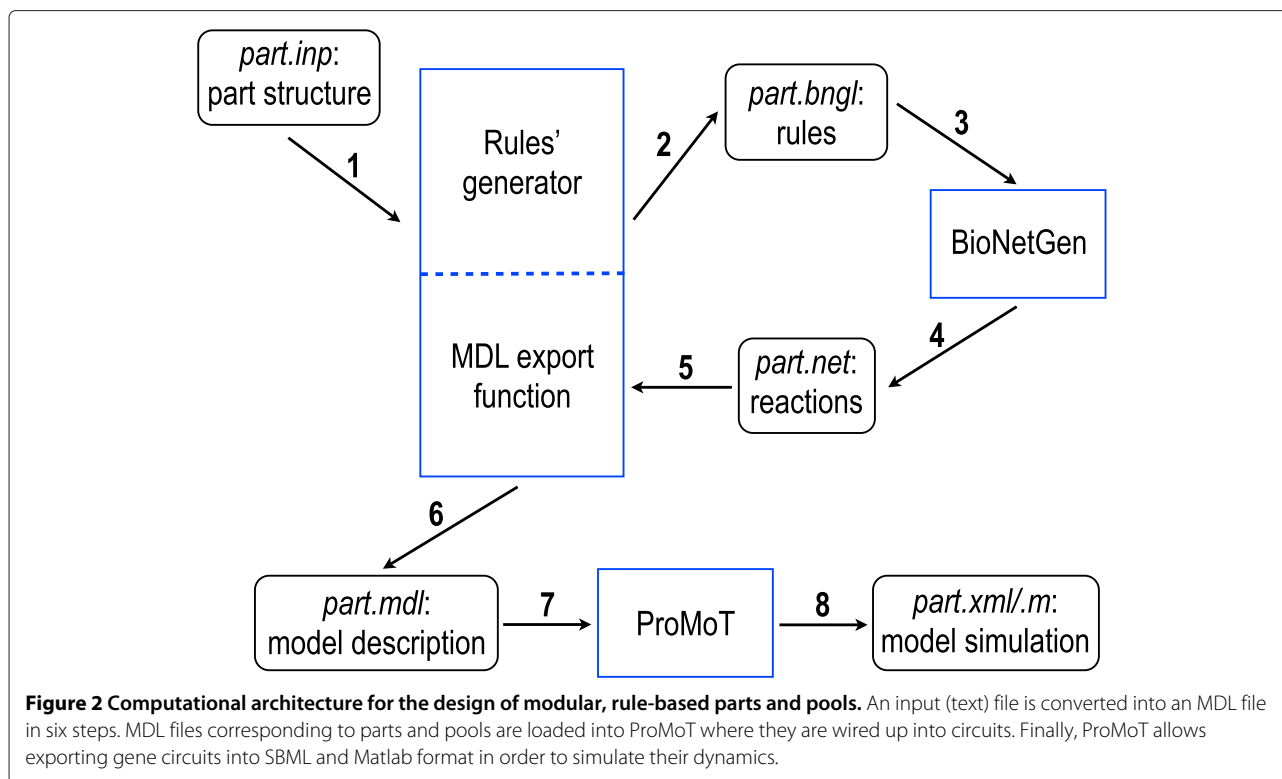 part.inp:
part structure
1
Rules'
generator
2
part.bngl:
rules
3
BioNetGen
4
part.net:
reactions
5
MDL export
function
6
part.mdl:
model description
7
ProMoT
8
part.xml/.m:
model simulation
Figure 2 Computational architecture for the design of modular, rule-based parts and pools. An input (text) file is converted into an MDL file
in six steps. MDL files corresponding to parts and pools are loaded into ProMoT where they are wired up into circuits. Finally, ProMoT allows
exporting gene circuits into SBML and Matlab format in order to simulate their dynamics.